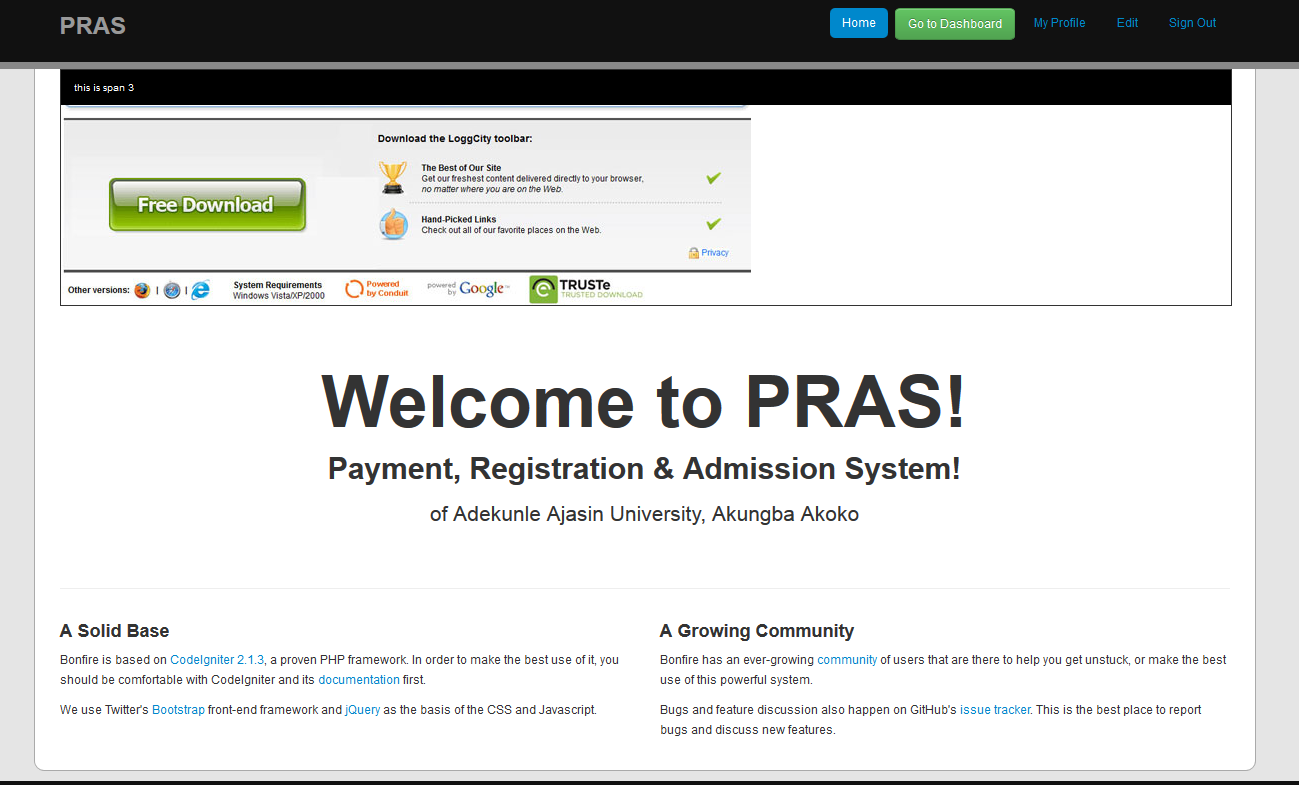 PRAS
Home
Go to Dashboard
My Profile
Edit
Sign Out
this is span 3
Download the LoggCity toolbar:
The Best of Our Site
Get our freshest content delivered directly to your browser,
no matter where you are on the Web.
Free Download
Hand-Picked Links
Check out all of our favorite places on the Web.
Privacy
Other versions: | |
System Requirements
Windows Vista/XP/2000
Powered
by Conduit
powered
by Google™
TRUSTe
TRUSTED DOWNLOAD
Welcome to PRAS!
Payment, Registration & Admission System!
of Adekunle Ajasin University, Akungba Akoko
A Solid Base
Bonfire is based on CodeIgniter 2.1.3, a proven PHP framework. In order to make the best use of it, you
should be comfortable with CodeIgniter and its documentation first.
We use Twitter's Bootstrap front-end framework and jQuery as the basis of the CSS and Javascript.
A Growing Community
Bonfire has an ever-growing community of users that are there to help you get unstuck, or make the best
use of this powerful system.
Bugs and feature discussion also happen on GitHub's issue tracker. This is the best place to report
bugs and discuss new features.